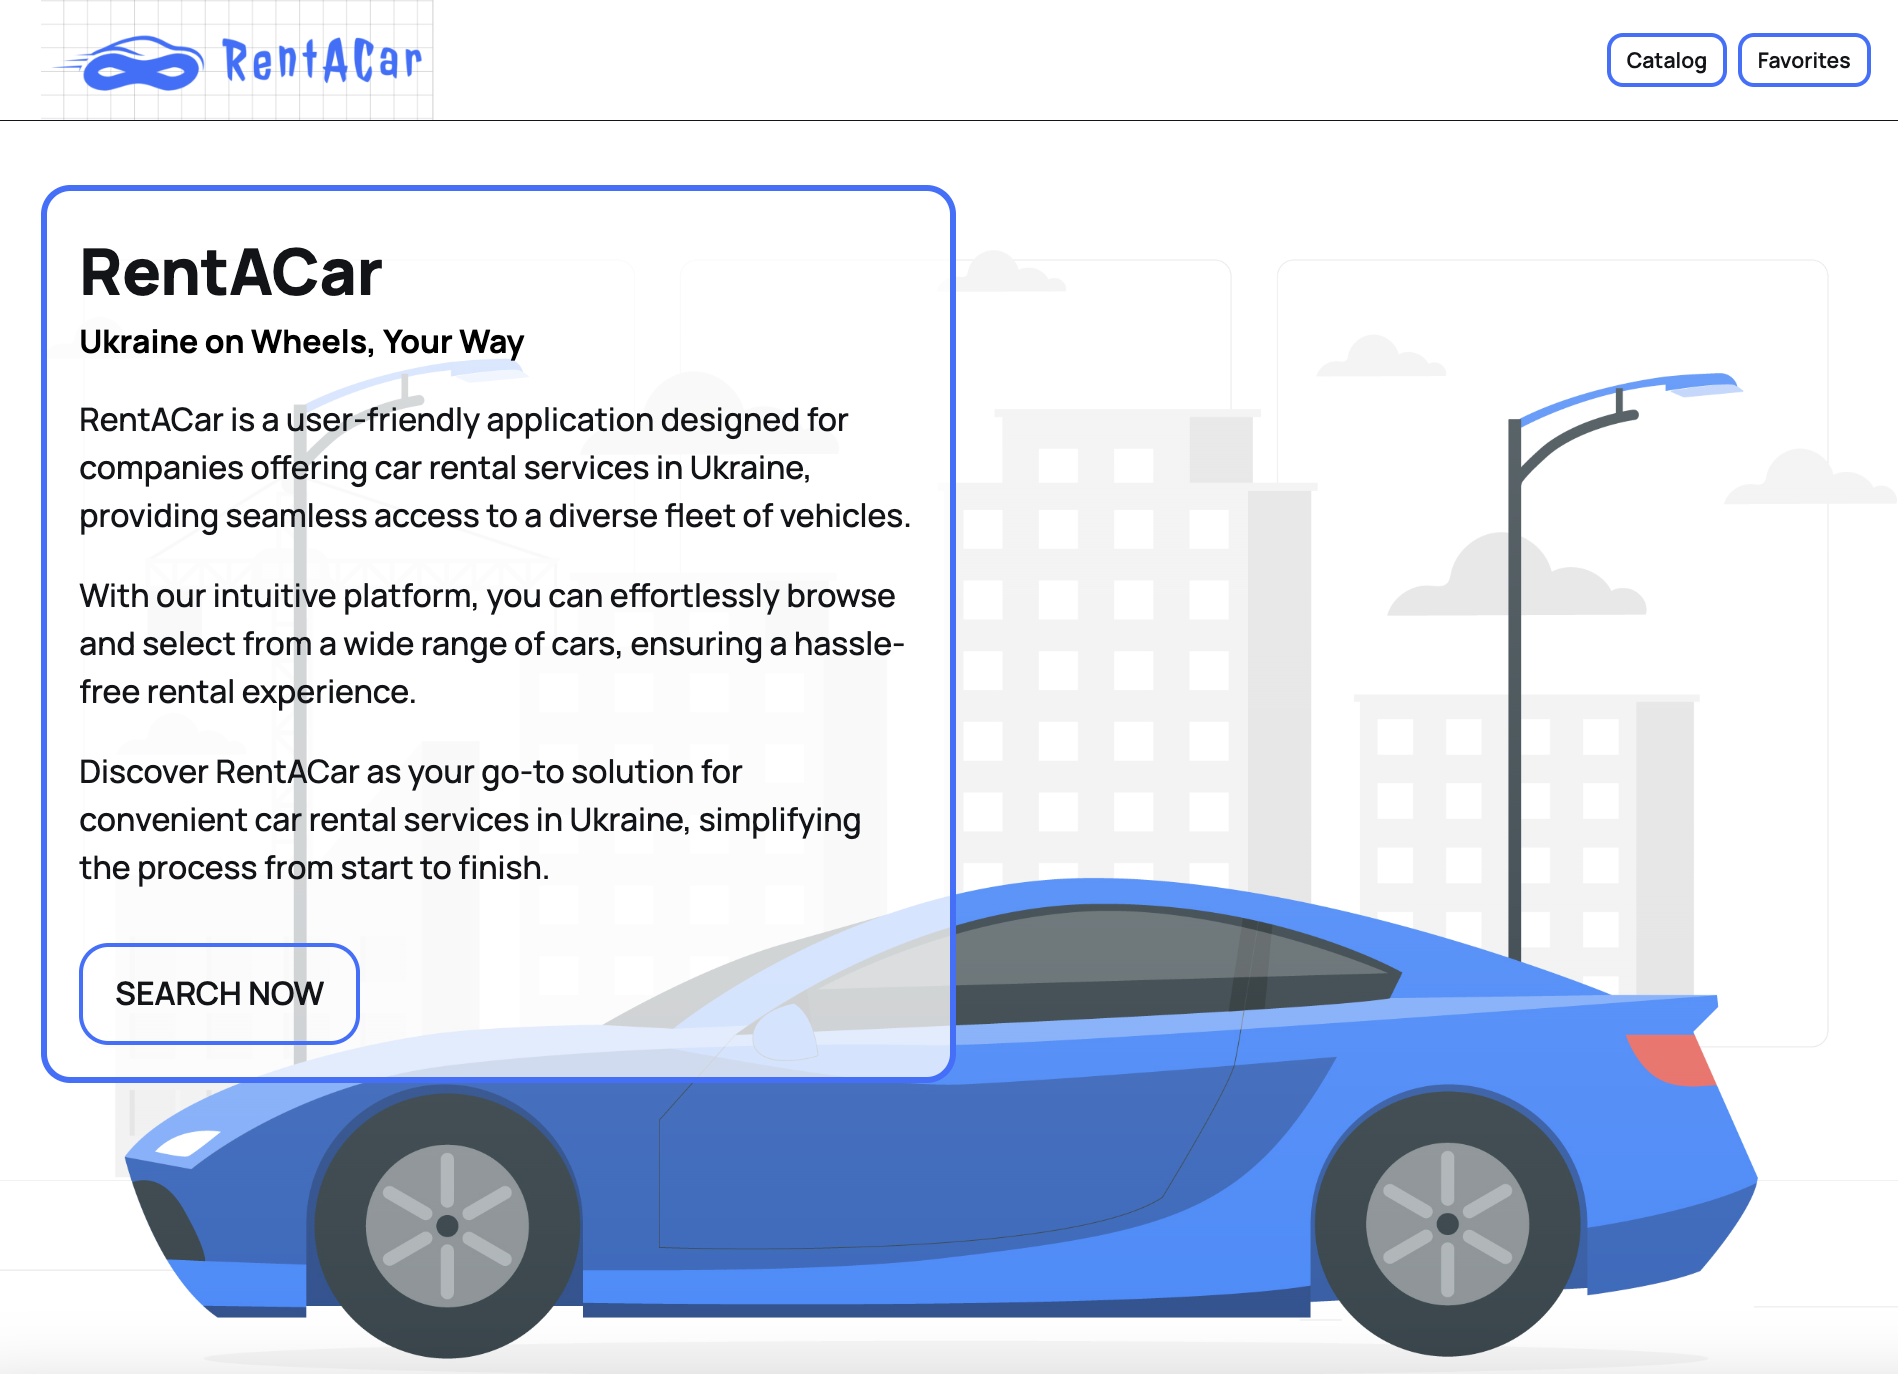 RentACar
Catalog
Favorites
RentACar
Ukraine on Wheels, Your Way
RentACar is a user-friendly application designed for
companies offering car rental services in Ukraine,
providing seamless access to a diverse fleet of vehicles.
With our intuitive platform, you can effortlessly browse
and select from a wide range of cars, ensuring a hassle-
free rental experience.
Discover RentACar as your go-to solution for
convenient car rental services in Ukraine, simplifying
the process from start to finish.
SEARCH NOW